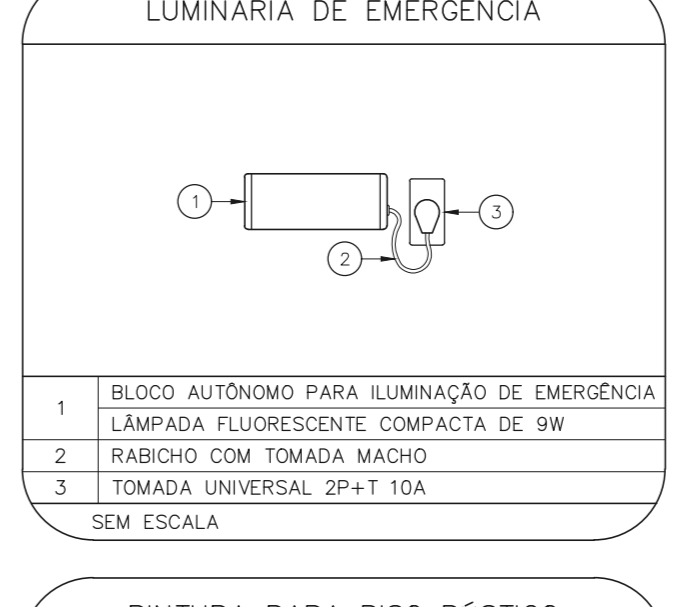 LUMINÁRIA DE EMERGÊNCIA
1
2
3
1 BLOCO AUTÔNOMO PARA ILUMINAÇÃO DE EMERGÊNCIA
LÂMPADA FLUORESCENTE COMPACTA DE 9W
2 RABICHO COM TOMADA MACHO
3 TOMADA UNIVERSAL 2P+T 10A
SEM ESCALA